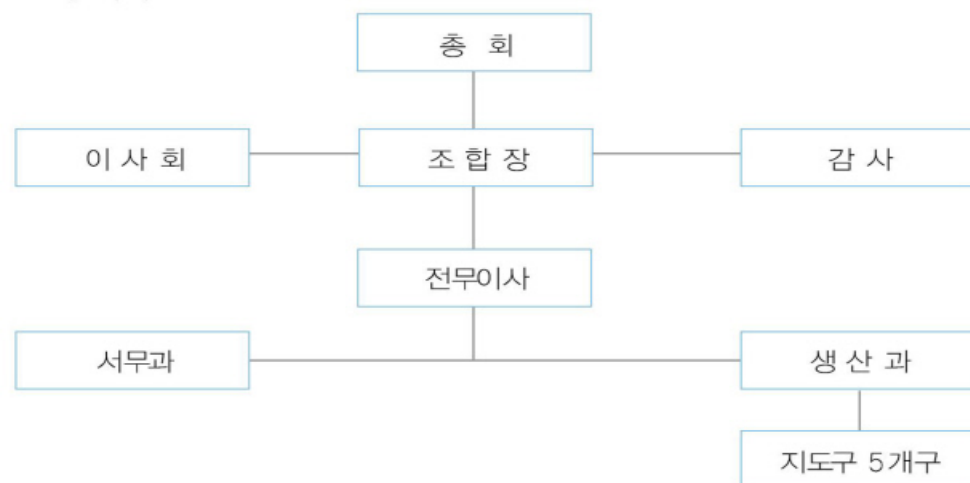 총 회
이 사 회
조 합 장
감 사
전무이사
서무과
생 산 과
지도구 5개구